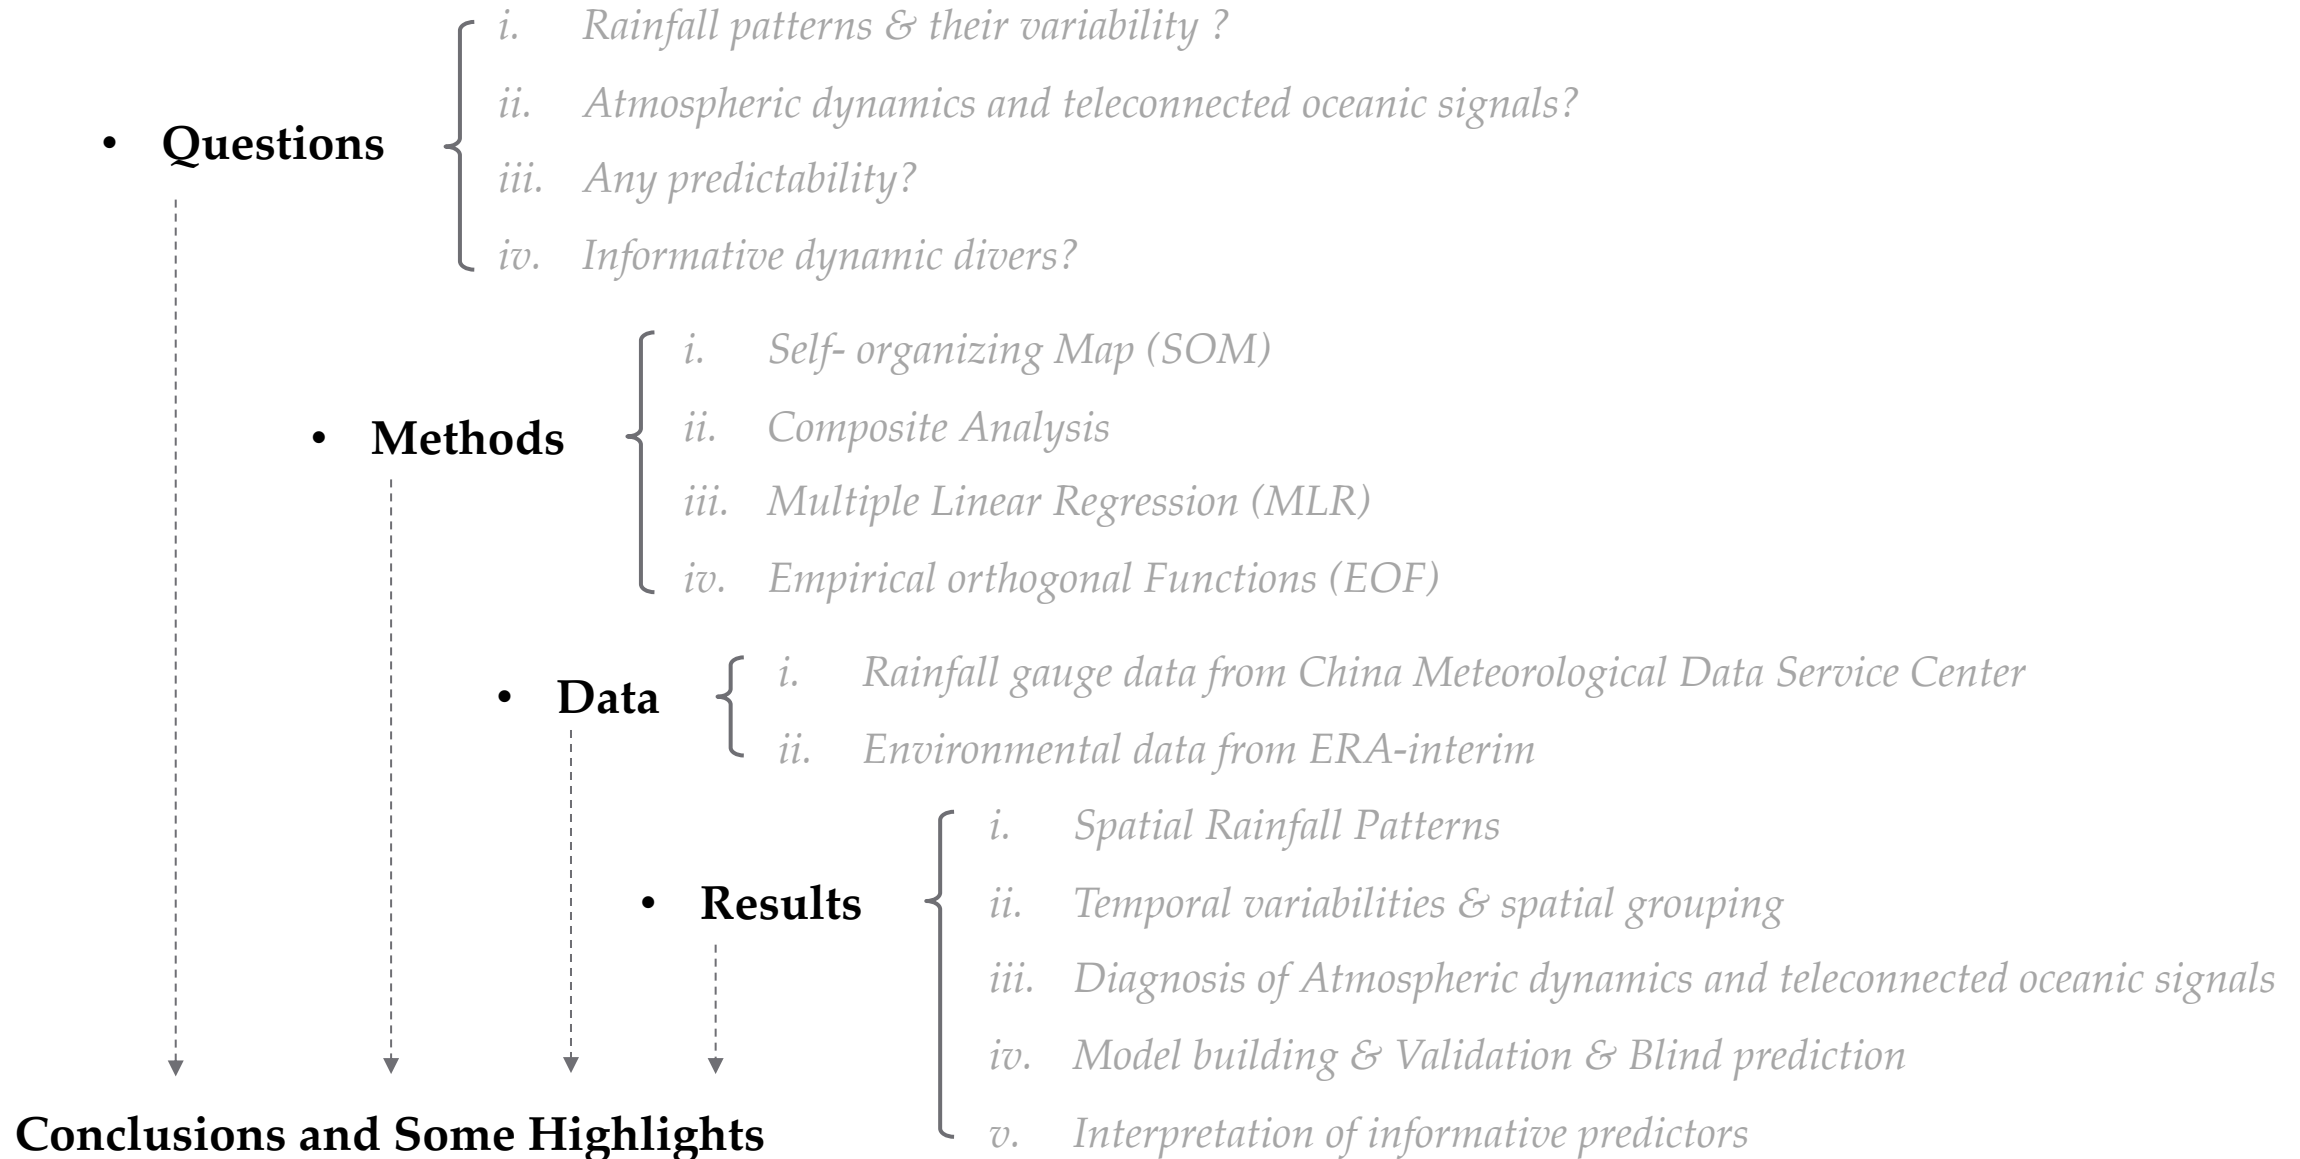 • Questions
i. Rainfall patterns & their variability ?
ii. Atmospheric dynamics and teleconnected oceanic signals?
iii. Any predictability?
iv. Informative dynamic divers?
• Methods
i. Self- organizing Map (SOM)
ii. Composite Analysis
iii. Multiple Linear Regression (MLR)
iv. Empirical orthogonal Functions (EOF)
• Data
i. Rainfall gauge data from China Meteorological Data Service Center
ii. Environmental data from ERA-interim
• Results
i. Spatial Rainfall Patterns
ii. Temporal variabilities & spatial grouping
iii. Diagnosis of Atmospheric dynamics and teleconnected oceanic signals
iv. Model building & Validation & Blind prediction
v. Interpretation of informative predictors
Conclusions and Some Highlights